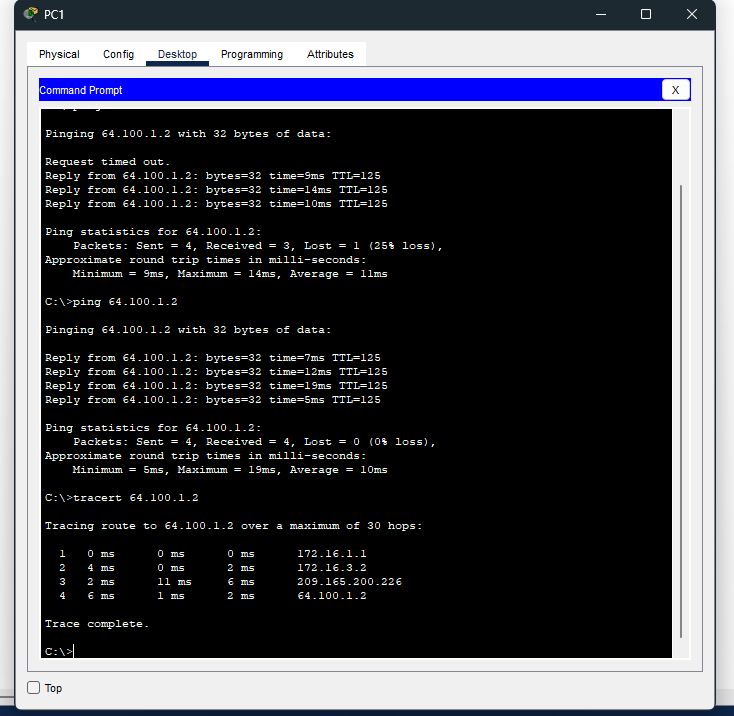 PC1
Physical Config Desktop Programming Attributes
Command Prompt X
Pinging 64.100.1.2 with 32 bytes of data:
Request timed out.
Reply from 64.100.1.2: bytes=32 time=9ms TTL=125
Reply from 64.100.1.2: bytes=32 time=14ms TTL=125
Reply from 64.100.1.2: bytes=32 time=10ms TTL=125
Ping statistics for 64.100.1.2:
Packets: Sent = 4, Received = 3, Lost = 1 (25% loss),
Approximate round trip times in milli-seconds:
Minimum = 9ms, Maximum = 14ms, Average = 11ms
C:\>ping 64.100.1.2
Pinging 64.100.1.2 with 32 bytes of data:
Reply from 64.100.1.2: bytes=32 time=7ms TTL=125
Reply from 64.100.1.2: bytes=32 time=12ms TTL=125
Reply from 64.100.1.2: bytes=32 time=19ms TTL=125
Reply from 64.100.1.2: bytes=32 time=5ms TTL=125
Ping statistics for 64.100.1.2:
Packets: Sent = 4, Received = 4, Lost = 0 (0% loss),
Approximate round trip times in milli-seconds:
Minimum = 5ms, Maximum = 19ms, Average = 10ms
C:\>tracert 64.100.1.2
Tracing route to 64.100.1.2 over a maximum of 30 hops:
1 0 ms 0 ms 0 ms 172.16.1.1
2 4 ms 0 ms 2 ms 172.16.3.2
3 2 ms 11 ms 6 ms 209.165.200.226
4 6 ms 1 ms 2 ms 64.100.1.2
Trace complete.
C:\>
Top